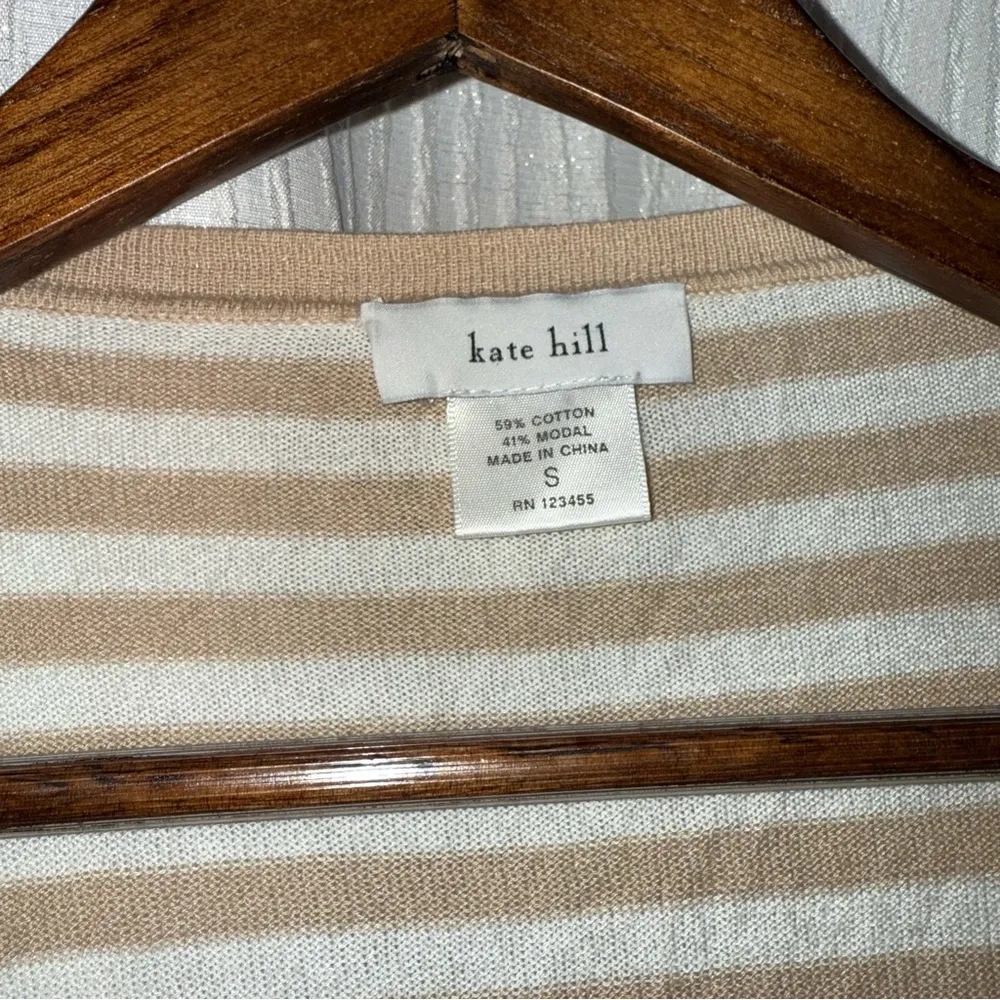 kate hill
59% COTTON
41% MODAL
MADE IN CHINA
S
RN 123455